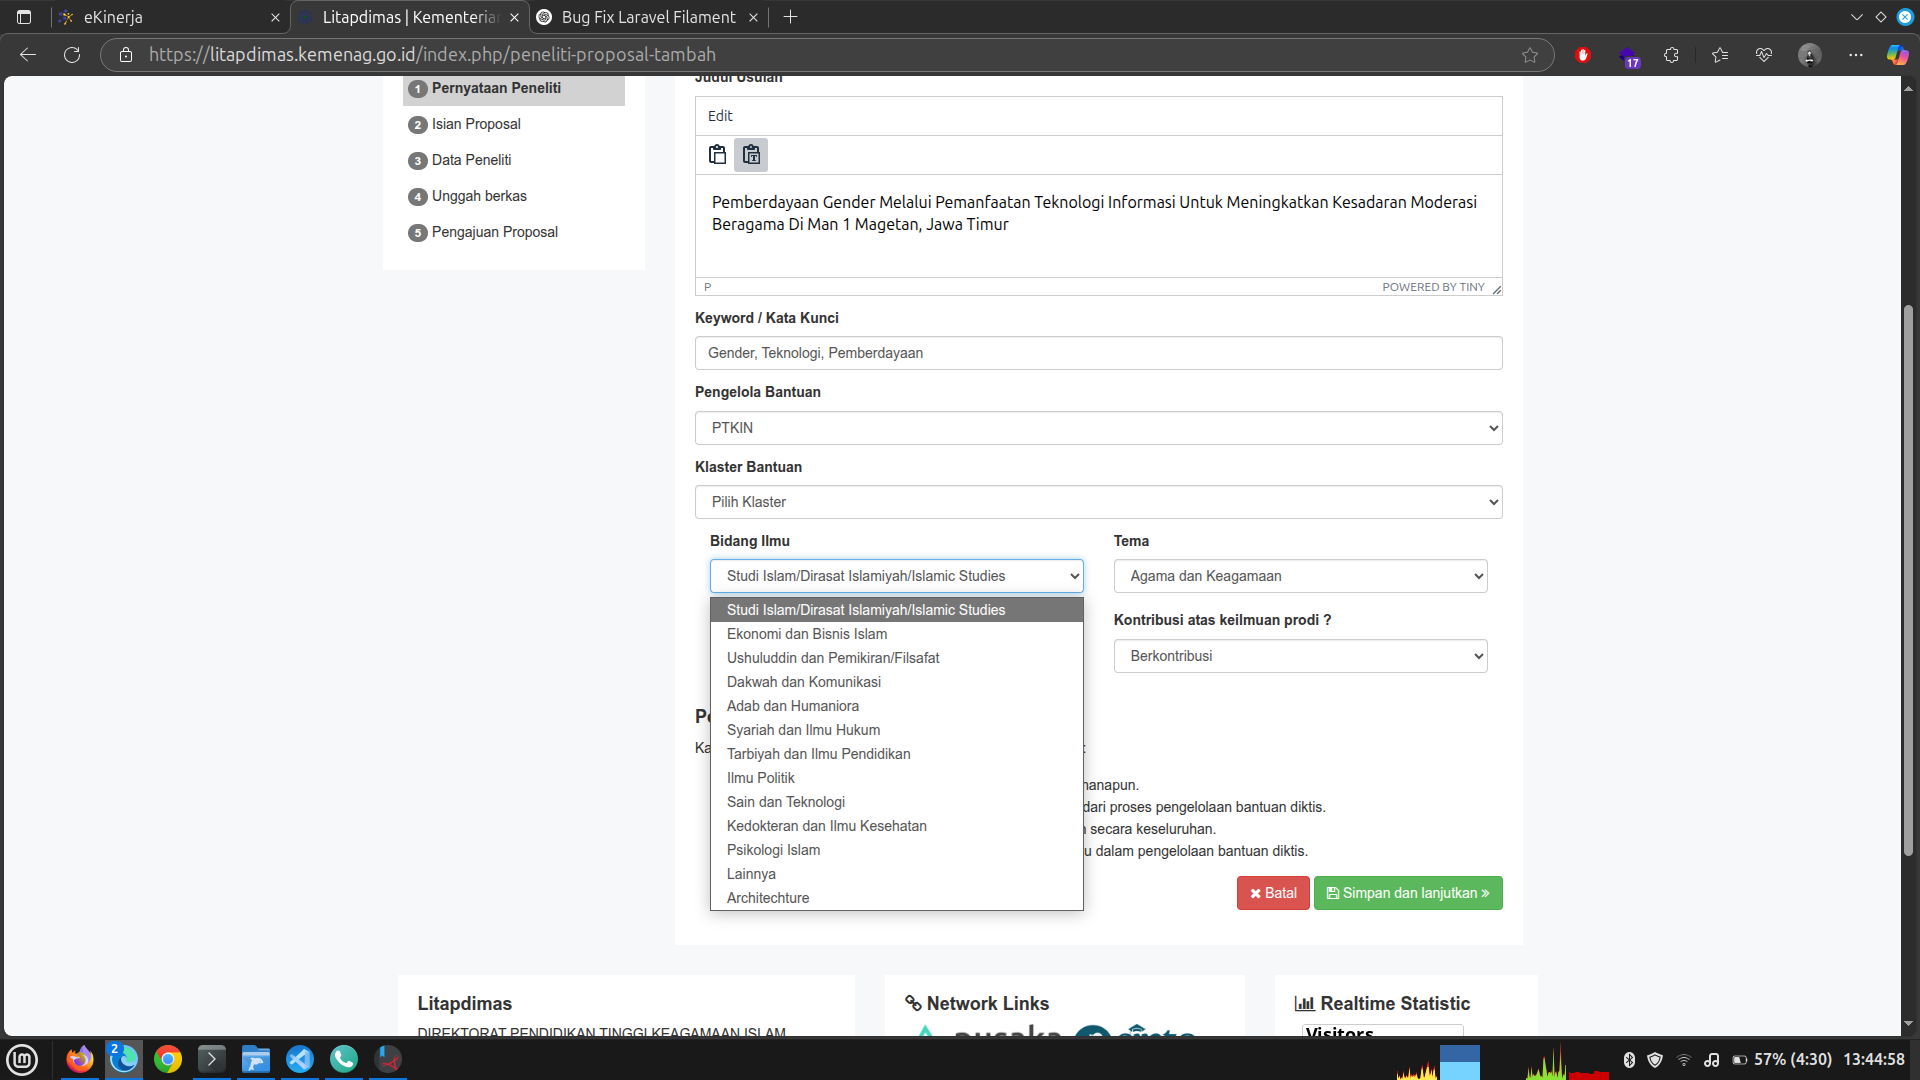 eKinerja
Litapdimas | Kementerian
Bug Fix Laravel Filament
https://litapdimas.kemenag.go.id/index.php/peneliti-proposal-tambah
17
1 Pernyataan Peneliti
2 Isian Proposal
3 Data Peneliti
4 Unggah berkas
5 Pengajuan Proposal
Judul Usulan
Edit
Pemberdayaan Gender Melalui Pemanfaatan Teknologi Informasi Untuk Meningkatkan Kesadaran Moderasi
Beragama Di Man 1 Magetan, Jawa Timur
P
POWERED BY TINY
Keyword / Kata Kunci
Gender, Teknologi, Pemberdayaan
Pengelola Bantuan
PTKIN
Klaster Bantuan
Pilih Klaster
Bidang Ilmu
Tema
Studi Islam/Dirasat Islamiyah/Islamic Studies
Agama dan Keagamaan
Studi Islam/Dirasat Islamiyah/Islamic Studies
Ekonomi dan Bisnis Islam
Ushuluddin dan Pemikiran/Filsafat
Dakwah dan Komunikasi
Adab dan Humaniora
Syariah dan Ilmu Hukum
Tarbiyah dan Ilmu Pendidikan
Ilmu Politik
Sain dan Teknologi
Kedokteran dan Ilmu Kesehatan
Psikologi Islam
Lainnya
Architechture
Kontribusi atas keilmuan prodi ?
Berkontribusi
manapun.
dari proses pengelolaan bantuan diktis.
secara keseluruhan.
dalam pengelolaan bantuan diktis.
Batal
Simpan dan lanjutkan »
Litapdimas
DIREKTORAT PENDIDIKAN TINGGI KEAGAMAAN ISLAM
Network Links
pusaka
Realtime Statistic
Visitors
2
57% (4:30)
13:44:58